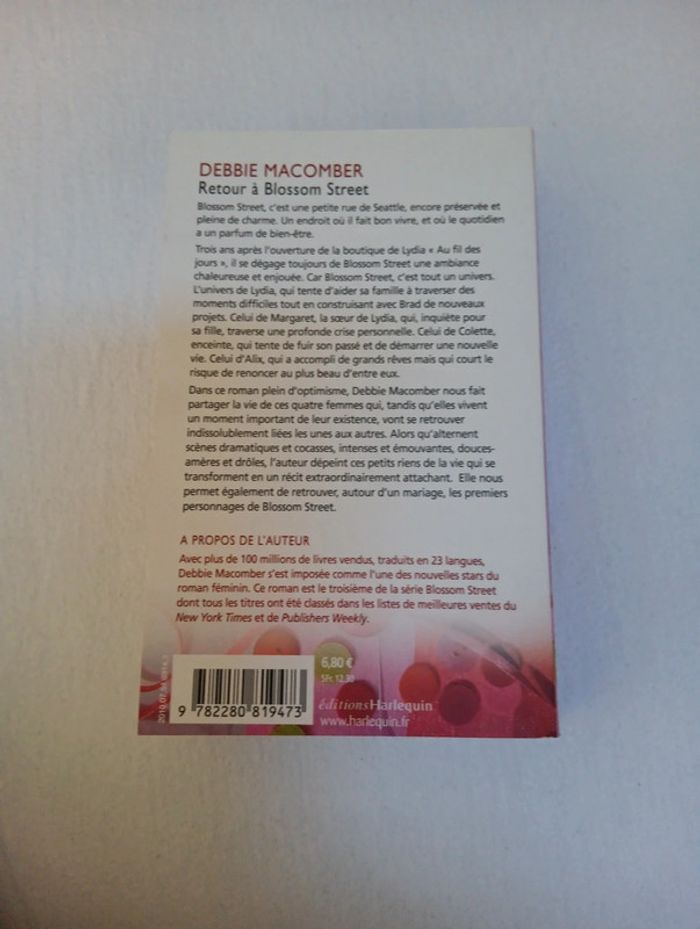 DEBBIE MACOMBER
Retour à Blossom Street
Blossom Street, c'est une petite rue de Seattle, encore préservée et
pleine de charme. Un endroit où il fait bon vivre, et où le quotidien
a un parfum de bien-être.
Trois ans après l'ouverture de la boutique de Lydia « Au fil des
jours », il se dégage toujours de Blossom Street une ambiance
chaleureuse et enjouée. Car Blossom Street, c'est tout un univers.
L'univers de Lydia, qui tente d'aider sa famille à traverser des
moments difficiles tout en construisant avec Brad de nouveaux
projets. Celui de Margaret, la sœur de Lydia, qui, inquiète pour
sa fille, traverse une profonde crise personnelle. Celui de Colette,
enceinte, qui tente de fuir son passé et de démarrer une nouvelle
vie. Celui d'Alix, qui a accompli de grands rêves mais qui court le
risque de renoncer au plus beau d'entre eux.
Dans ce roman plein d'optimisme, Debbie Macomber nous fait
partager la vie de ces quatre femmes qui, tandis qu'elles vivent
un moment important de leur existence, vont se retrouver
indissolublement liées les unes aux autres. Alors qu'alternent
scènes dramatiques et cocasses, intenses et émouvantes, douces-
amères et drôles, l'auteur dépeint ces petits riens de la vie qui se
transforment en un récit extraordinairement attachant. Elle nous
permet également de retrouver, autour d'un mariage, les premiers
personnages de Blossom Street.
A PROPOS DE L'AUTEUR
Avec plus de 100 millions de livres vendus, traduits en 23 langues,
Debbie Macomber s'est imposée comme l'une des nouvelles stars du
roman féminin. Ce roman est le troisième de la série Blossom Street
dont tous les titres ont été classés dans les listes de meilleures ventes du
New York Times et de Publishers Weekly.
6,80 €
SFr. 12.30
9 782280 819473
éditionsHarlequin
www.harlequin.fr